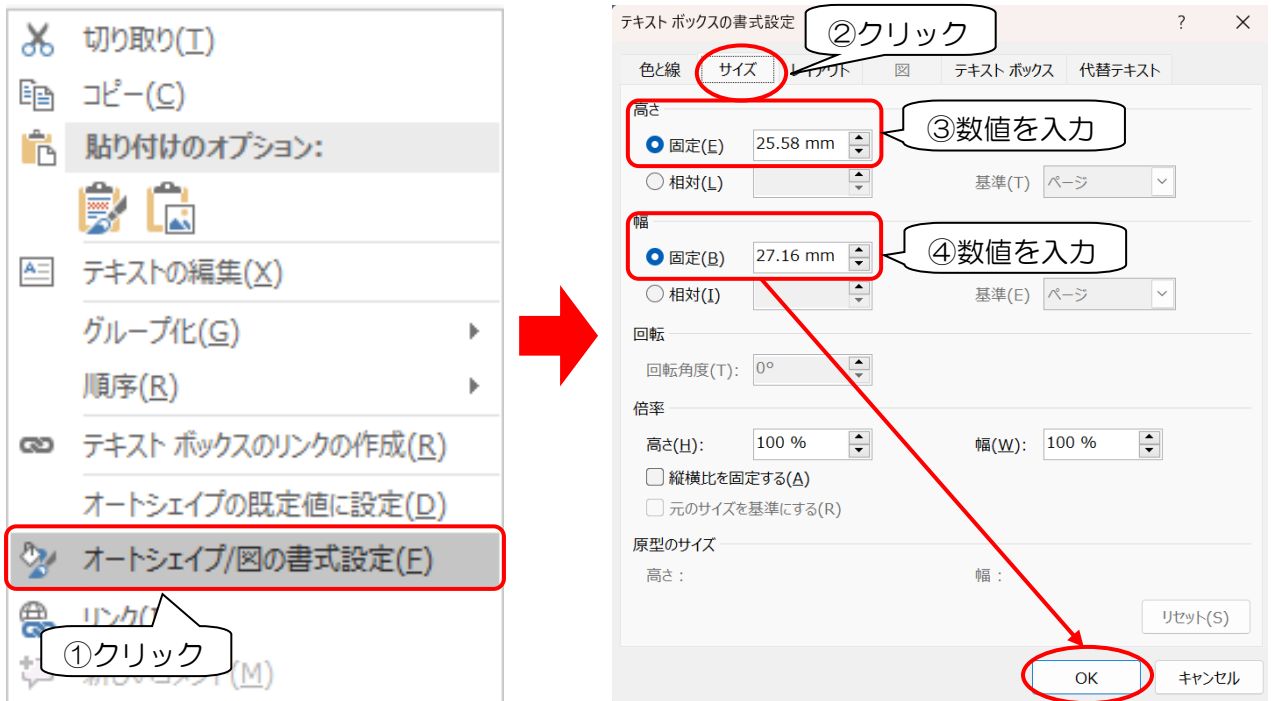 切り取り(T)
コピー(C)
貼り付けのオプション:
テキストの編集(X)
グループ化(G)
順序(R)
テキスト ボックスのリンクの作成(R)
オートシェイプの既定値に設定(D)
オートシェイプ/図の書式設定(F)
リンク(I
①クリック
(M)
テキスト ボックスの書式設定
?
②クリック
色と線
サイズ
レイアウト
図
テキスト ボックス
代替テキスト
高さ
固定(E) 25.58 mm
③数値を入力
相対(L)
基準(T) ページ
幅
固定(B) 27.16 mm
④数値を入力
相対(I)
基準(E) ページ
回転
回転角度(T): 0°
倍率
高さ(H): 100 %
幅(W): 100 %
縦横比を固定する(A)
元のサイズを基準にする(R)
原型のサイズ
高さ :
幅 :
リセット(S)
OK
キャンセル